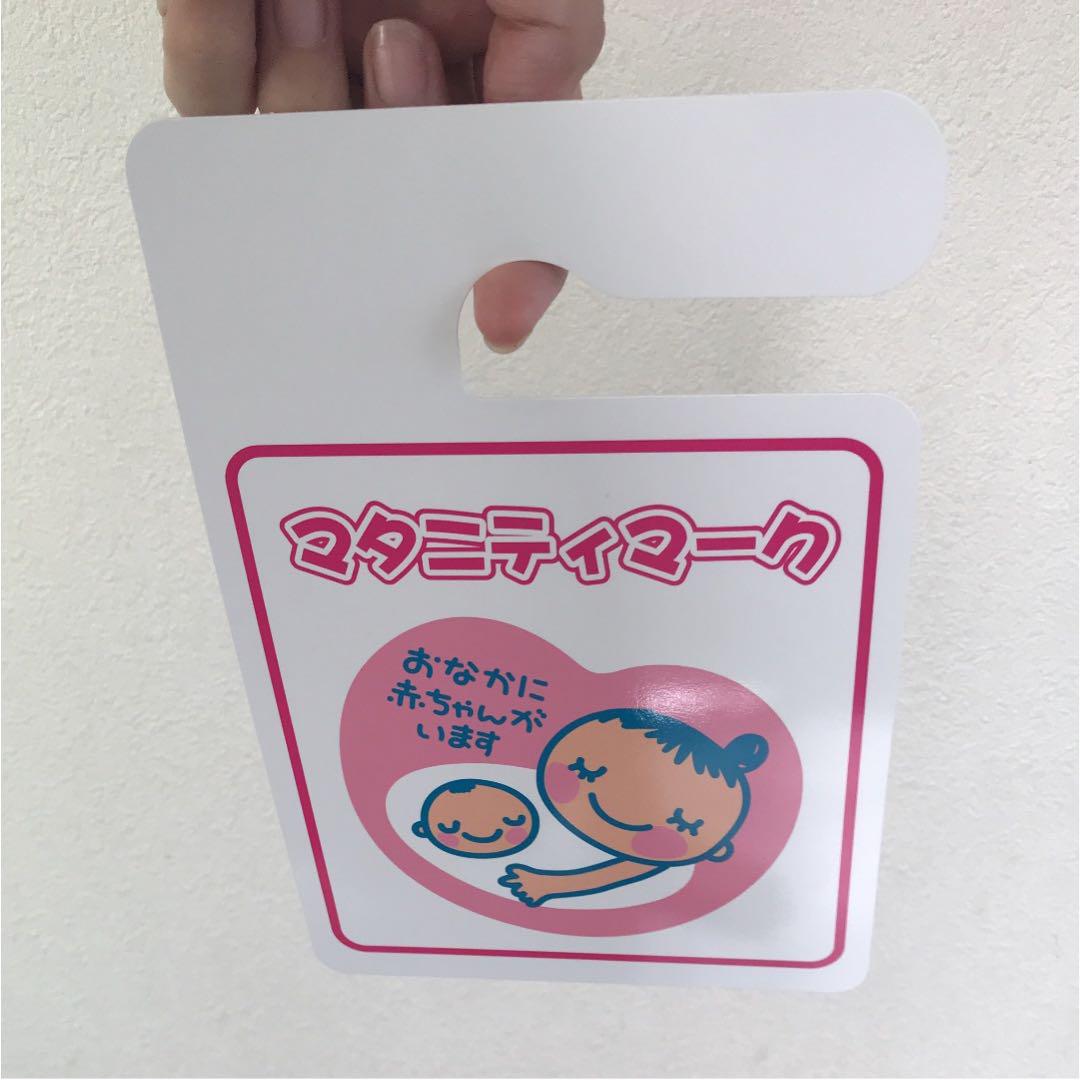 マタニティマーク
おなかに
赤ちゃんが
います